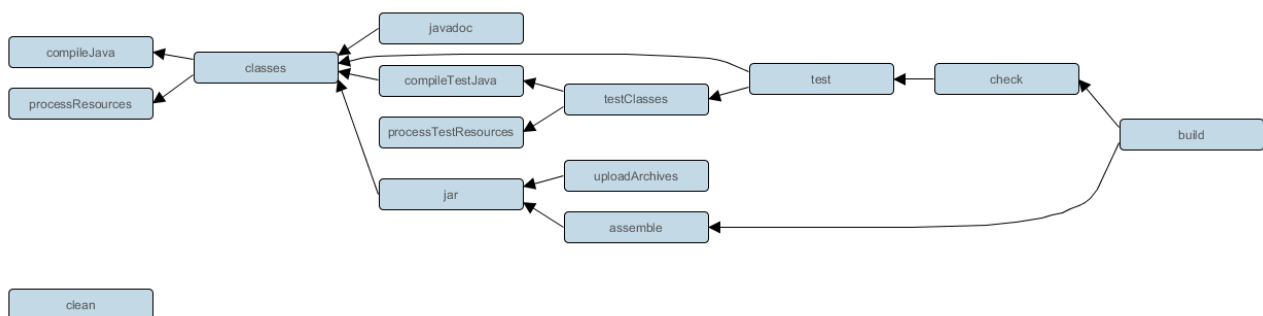 javadoc
compileJava
classes
compileTestJava
test
check
processResources
testClasses
processTestResources
build
uploadArchives
jar
assemble
clean